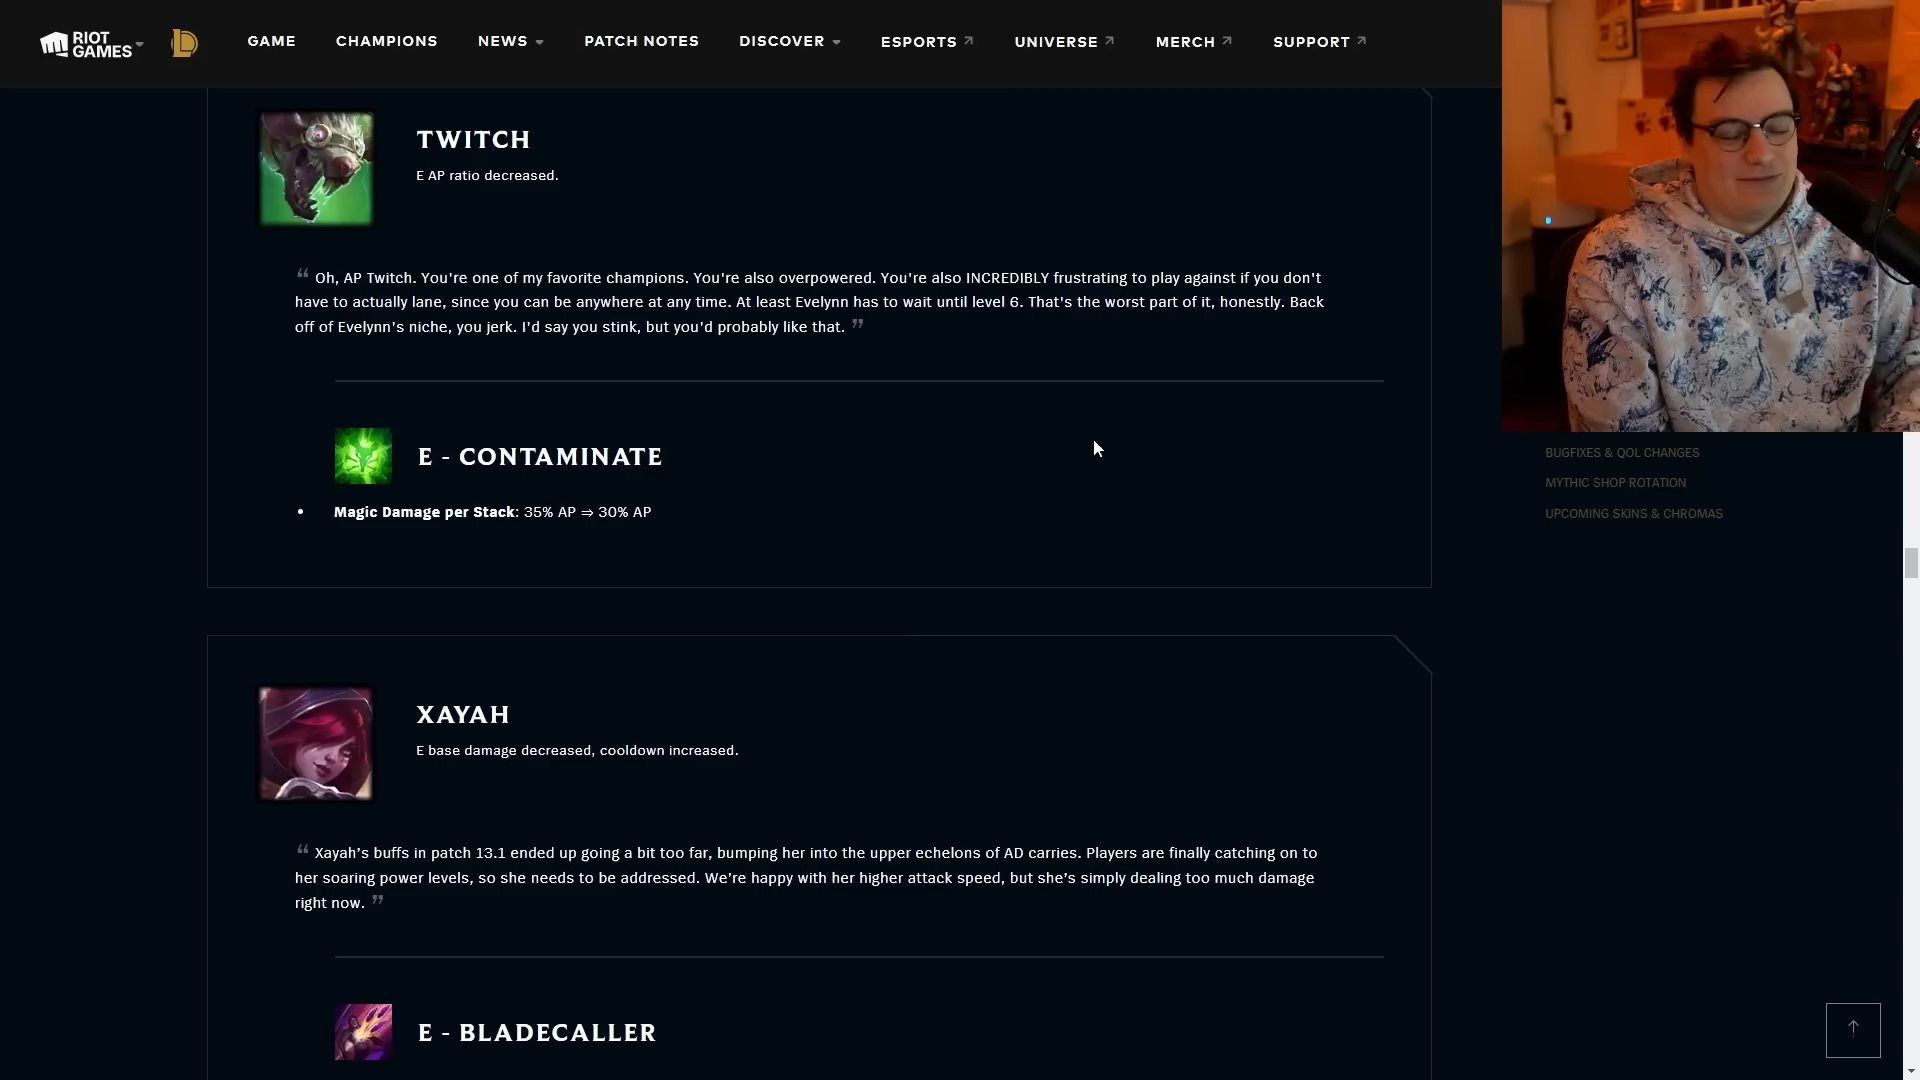 RIOT
GAMES
GAME
CHAMPIONS
NEWS
PATCH NOTES
DISCOVER
ESPORTS
UNIVERSE
MERCH
SUPPORT
TWITCH
E AP ratio decreased.
“ Oh, AP Twitch. You're one of my favorite champions. You're also overpowered. You're also INCREDIBLY frustrating to play against if you don't
have to actually lane, since you can be anywhere at any time. At least Evelynn has to wait until level 6. That's the worst part of it, honestly. Back
off of Evelynn's niche, you jerk. I'd say you stink, but you'd probably like that. ”
E - CONTAMINATE
• Magic Damage per Stack: 35% AP ⇒ 30% AP
BUGFIXES & QOL CHANGES
MYTHIC SHOP ROTATION
UPCOMING SKINS & CHROMAS
XAYAH
E base damage decreased, cooldown increased.
“ Xayah’s buffs in patch 13.1 ended up going a bit too far, bumping her into the upper echelons of AD carries. Players are finally catching on to
her soaring power levels, so she needs to be addressed. We’re happy with her higher attack speed, but she’s simply dealing too much damage
right now. ”
E - BLADECALLER